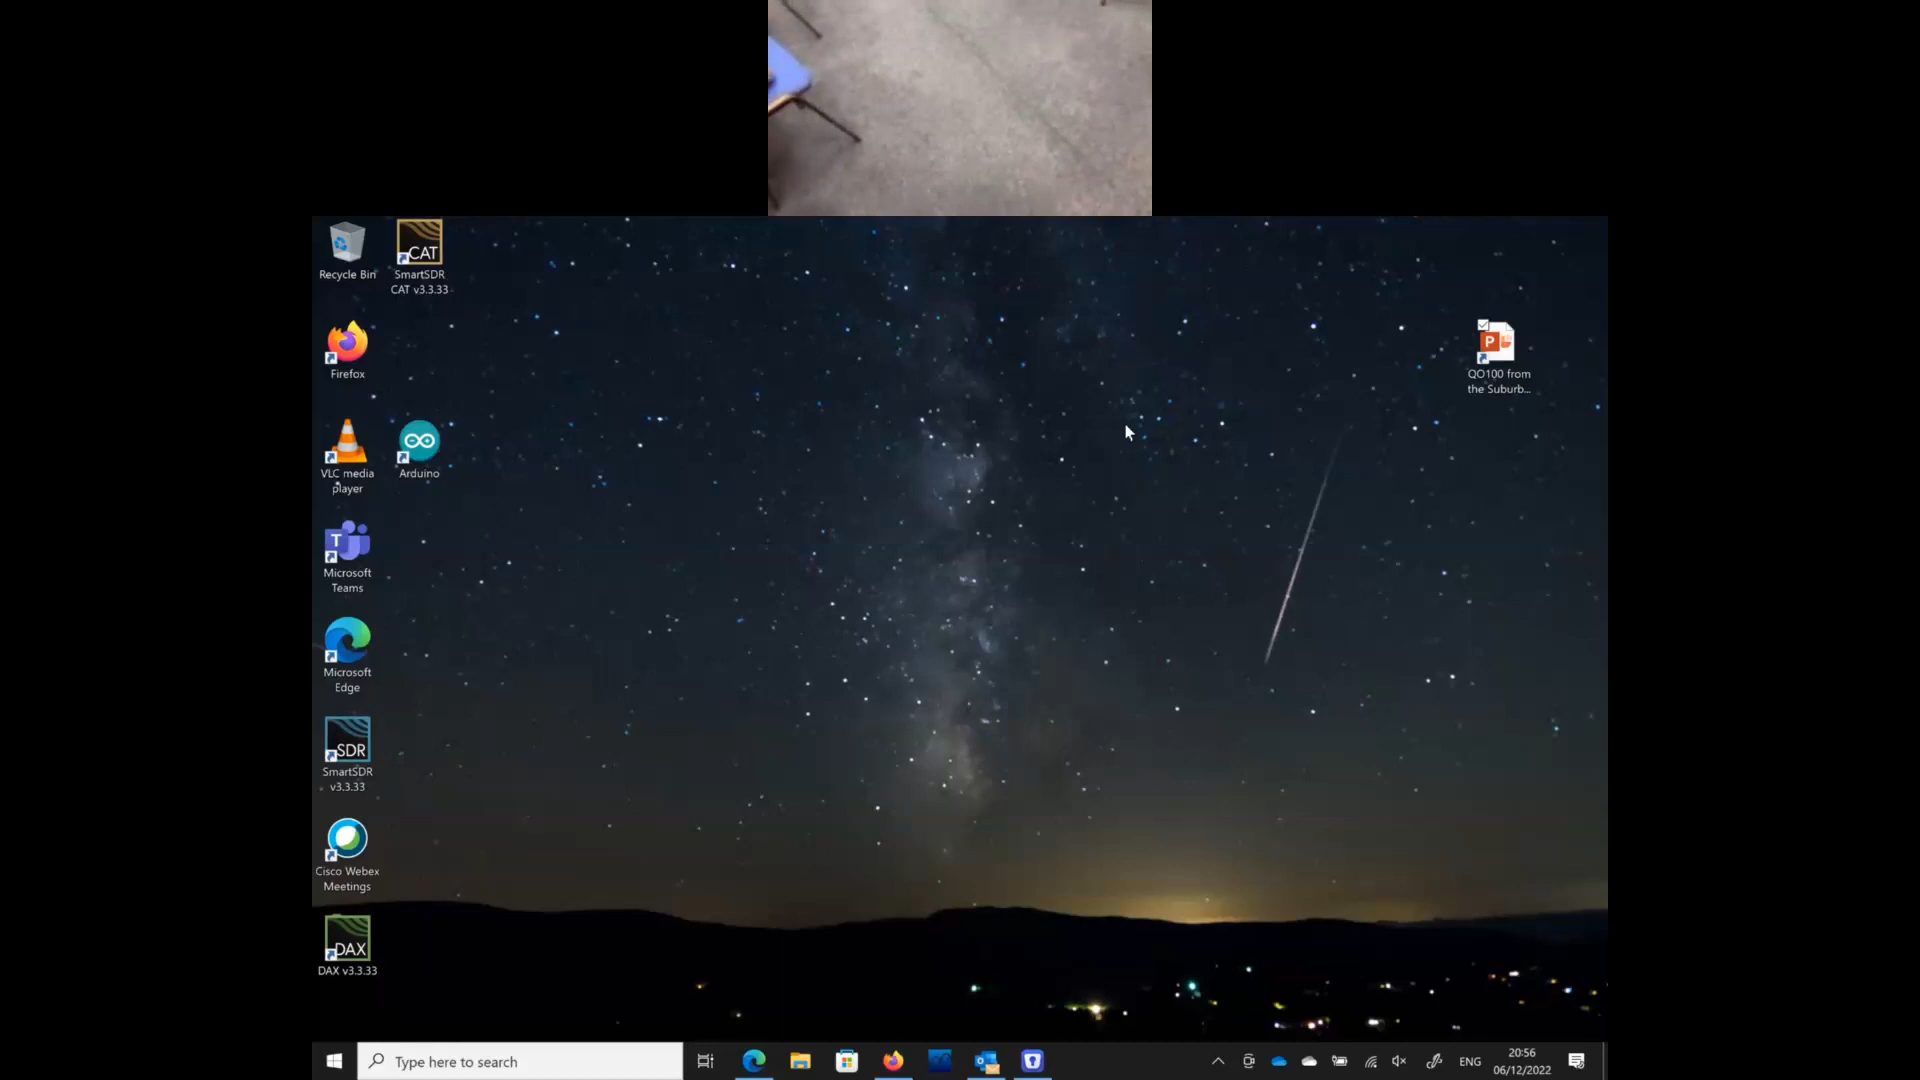 Recycle Bin
CAT
SmartSDR
CAT v3.3.33
Firefox
P
QO100 from
the Suburb...
VLC media
player
Arduino
T
Microsoft
Teams
Microsoft
Edge
SDR
SmartSDR
v3.3.33
Cisco Webex
Meetings
DAX
DAX v3.3.33
Type here to search
ENG
20:56
06/12/2022